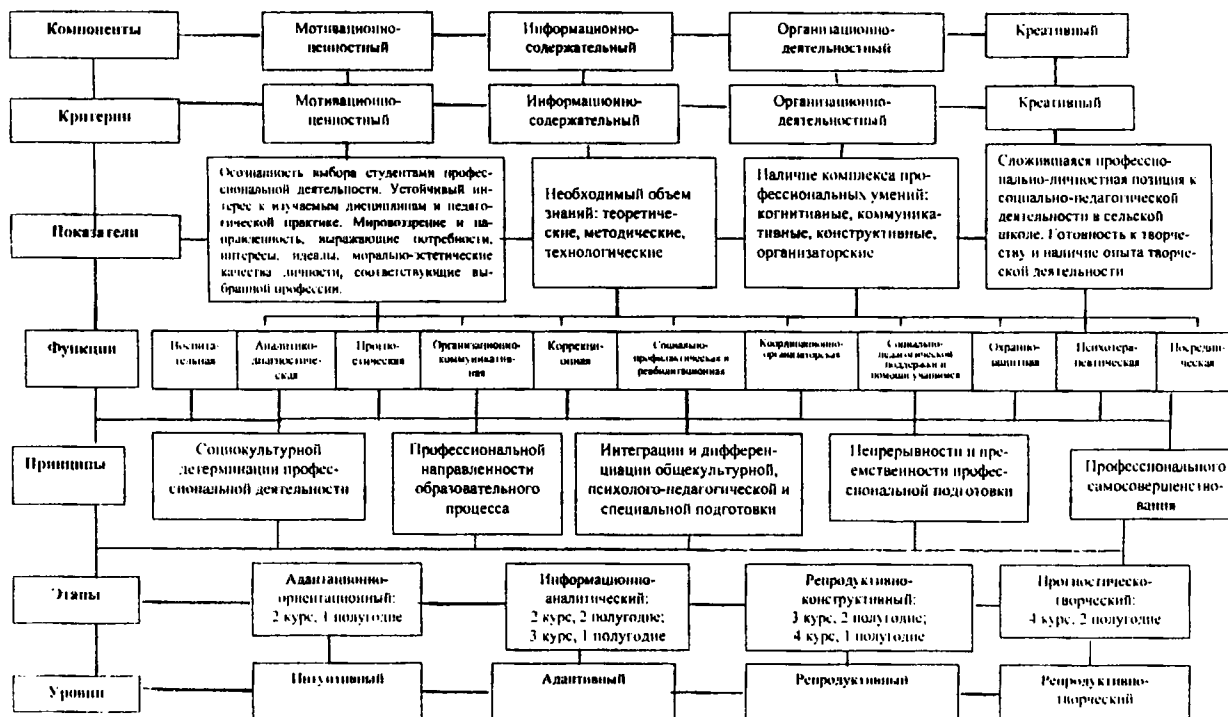 Компоненты
Мотивационно-
ценностный
Информационно-
содержательный
Организационно-
деятельностный
Креативный
Критерии
Мотивационно-
ценностный
Информационно-
содержательный
Организационно-
деятельностный
Креативный
Показатели
Осознанность выбора студентами профес-
сиональной деятельности. Устойчивый ин-
терес к изучаемым дисциплинам и педаго-
гической практике. Мировоззрение и на-
правленность, выражающие потребности,
интересы, идеалы, морально-эстетические
качества личности, соответствующие вы-
бранной профессии.
Необходимый объем
знаний: теоретиче-
ские, методические,
технологические
Наличие комплекса про-
фессиональных умений:
когнитивные, коммуника-
тивные, конструктивные,
организаторские
Сложившаяся професси-
нально-личностная позиция к
социально-педагогической
деятельности в сельской
школе. Готовность к творче-
ству и наличие опыта творче-
ской деятельности
Функции
Воспита-
тельная
Аналитико-
диагностиче-
ская
Прогно-
стическая
Организационно-
коммуникатив-
ная
Коррекци-
онная
Социально-
профилактическая и
реабилитационная
Координационно-
организаторская
Социально-
педагогической
поддержки и
помощи учащимся
Охранно-
защитная
Психотера-
певтическая
Посредни-
ческая
Принципы
Социокультурной
детерминации профес-
сиональной деятельности
Профессиональной
направленности
образовательного
процесса
Интеграции и дифферен-
циации общекультурной,
психолого-педагогической и
специальной подготовки
Непрерывности и пре-
емственности профес-
сиональной подготовки
Профессионального
самосовершенство-
вания
Этапы
Адаптационно-
ориентационный:
2 курс, 1 полугодие
Информационно-
аналитический:
2 курс, 2 полугодие;
3 курс, 1 полугодие
Репродуктивно-
конструктивный:
3 курс, 2 полугодие;
4 курс, 1 полугодие
Прогностическо-
творческий:
4 курс, 2 полугодие
Уровни
Интуитивный
Адаптивный
Репродуктивный
Репродуктивно-
творческий